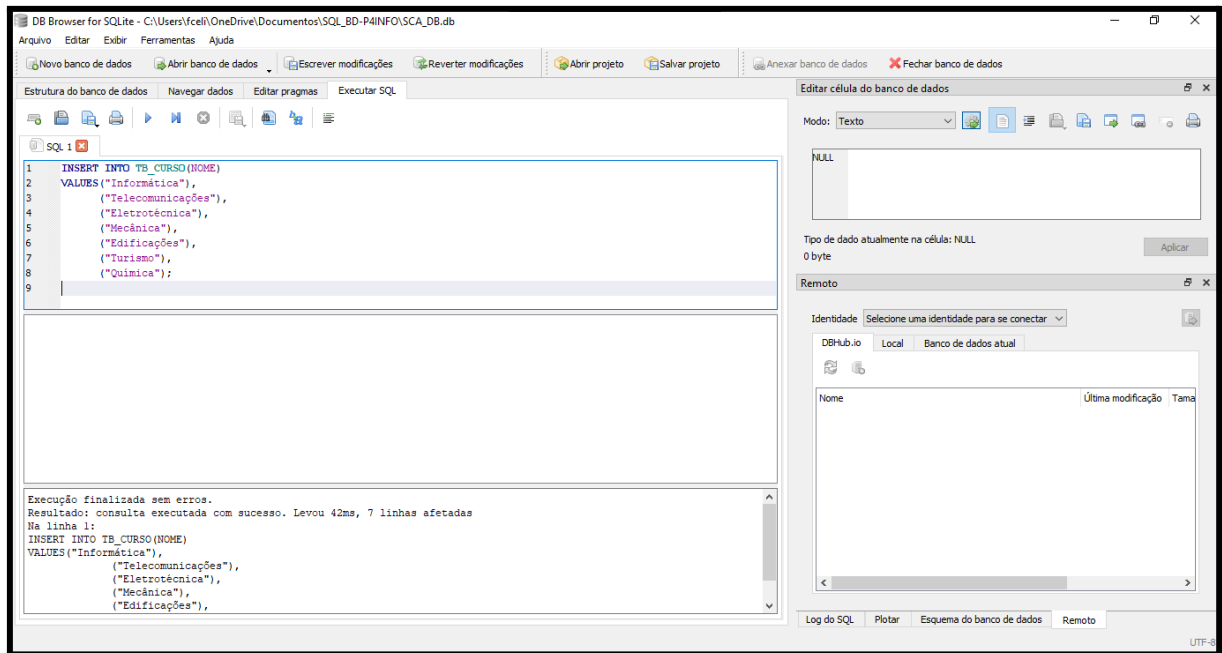 DB Browser for SQLite - C:\Users\fceli\OneDrive\Documentos\SQL_BD-P4INFO\SCA_DB.db
Arquivo Editar Exibir Ferramentas Ajuda
Novo banco de dados Abrir banco de dados Escrever modificações Reverter modificações Abrir projeto Salvar projeto Anexar banco de dados Fechar banco de dados
Estrutura do banco de dados Navegar dados Editar pragmas Executar SQL
SQL 1
1 INSERT INTO TB_CURSO(NOME)
2 VALUES("Informática"),
3 ("Telecomunicações"),
4 ("Eletrotécnica"),
5 ("Mecânica"),
6 ("Edificações"),
7 ("Turismo"),
8 ("Química");
9
Execução finalizada sem erros.
Resultado: consulta executada com sucesso. Levou 42ms, 7 linhas afetadas
Na linha 1:
INSERT INTO TB_CURSO(NOME)
VALUES("Informática"),
("Telecomunicações"),
("Eletrotécnica"),
("Mecânica"),
("Edificações"),
Editar célula do banco de dados
Modo: Texto
NULL
Tipo de dado atualmente na célula: NULL
0 byte
Aplicar
Remoto
Identidade Selecione uma identidade para se conectar
DBHub.io Local Banco de dados atual
Nome Última modificação Tama
Log do SQL Plotar Esquema do banco de dados Remoto
UTF-8